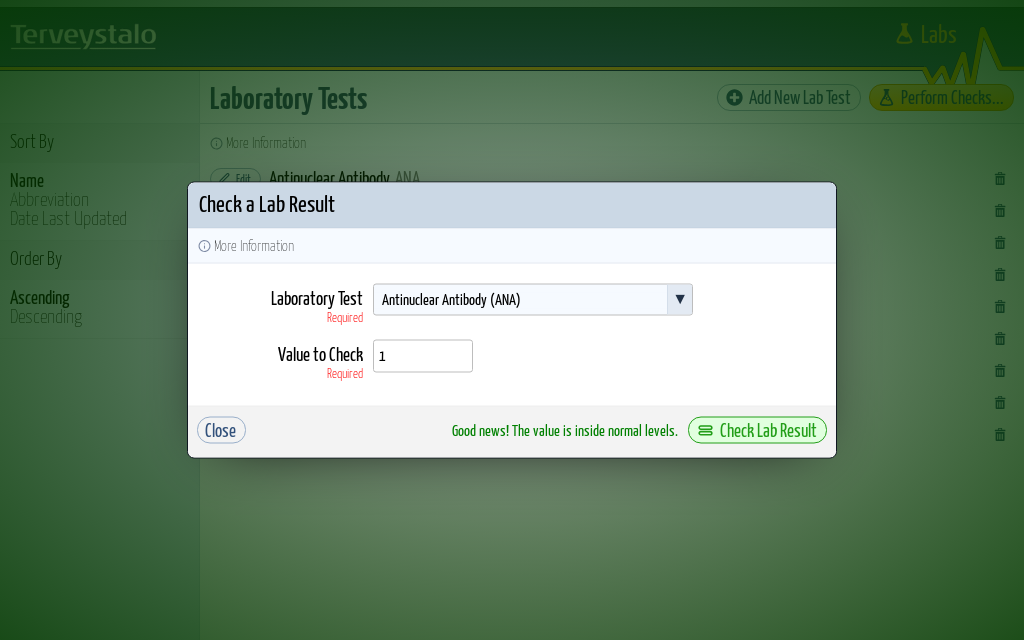 Terveystalo
Labs
Laboratory Tests
Add New Lab Test
Perform Checks...
Sort By
More Information
Name
Edit
Antinuclear Antibody ANA
Abbreviation
Date Last Updated
Order By
Ascending
Descending
Check a Lab Result
More Information
Laboratory Test
Required
Antinuclear Antibody (ANA)
Value to Check
Required
1
Close
Good news! The value is inside normal levels.
Check Lab Result